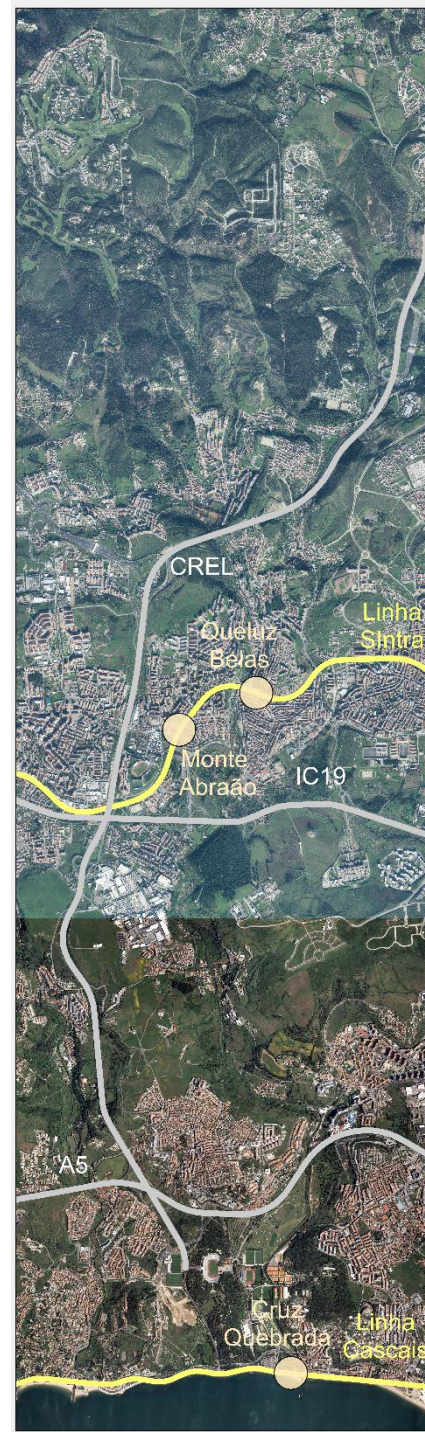 CREL
Linha
SIntra
Queluz
Belas
Monte
Abraão
IC19
A5
Cruz
Quebrada
Linha
Cascais